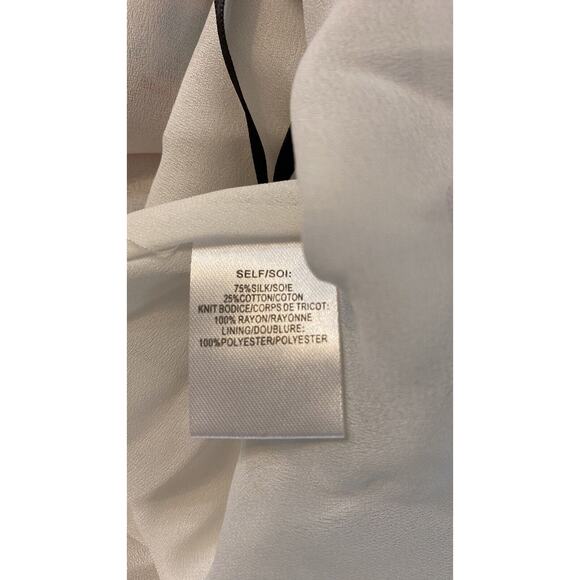 SELF/SOI:
75%SILK/SOIE
25%COTTON/COTON
KNIT BODICE/CORPS DE TRICOT:
100% RAYON/RAYONNE
LINING/DOUBLURE:
100%POLYESTER/POLYESTER